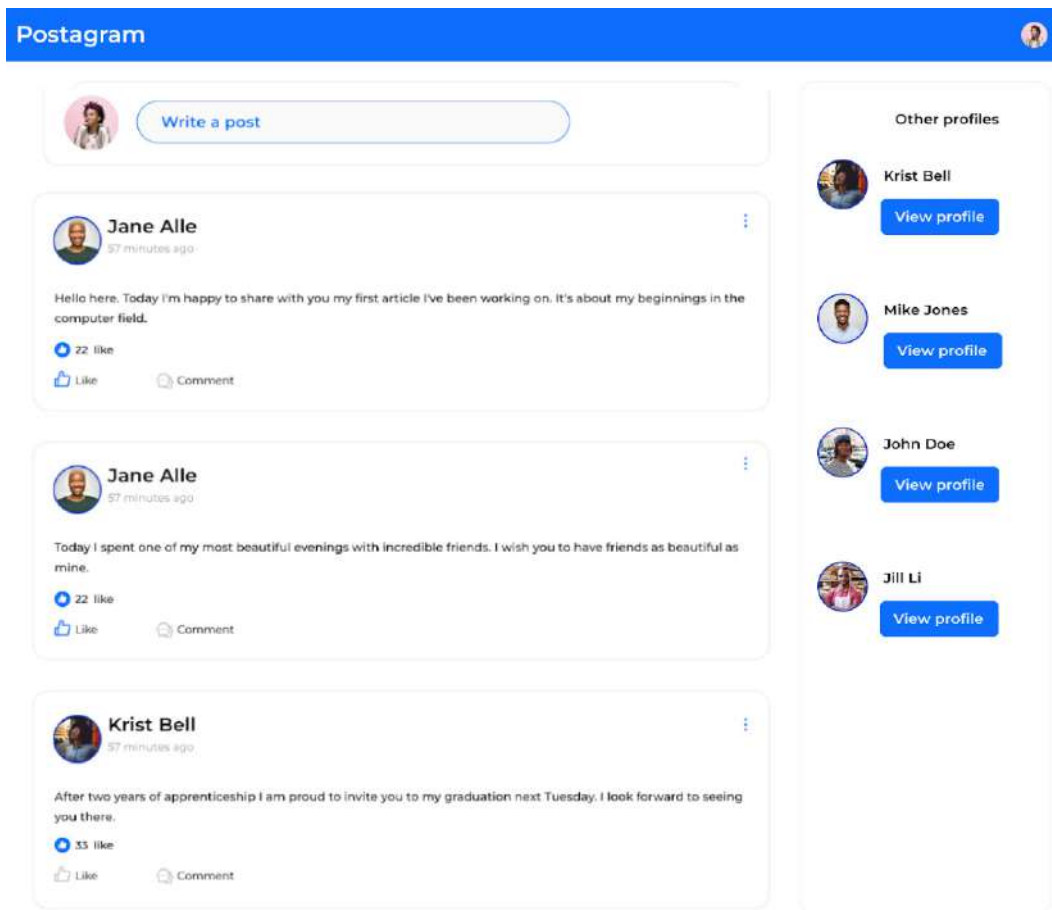 Postagram
Write a post
Jane Alle
57 minutes ago
Hello here. Today I'm happy to share with you my first article I've been working on. It's about my beginnings in the
computer field.
22 like
Like Comment
Jane Alle
57 minutes ago
Today I spent one of my most beautiful evenings with incredible friends. I wish you to have friends as beautiful as
mine.
22 like
Like Comment
Krist Bell
57 minutes ago
After two years of apprenticeship I am proud to invite you to my graduation next Tuesday. I look forward to seeing
you there.
33 like
Like Comment
Other profiles
Krist Bell
View profile
Mike Jones
View profile
John Doe
View profile
Jill Li
View profile